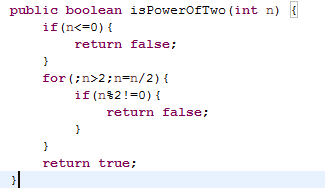 public boolean isPowerOfTwo(int n) {
    if(n<=0){
        return false;
    }
    for(;n>2;n=n/2){
        if(n%2!=0){
            return false;
        }
    }
    return true;
}